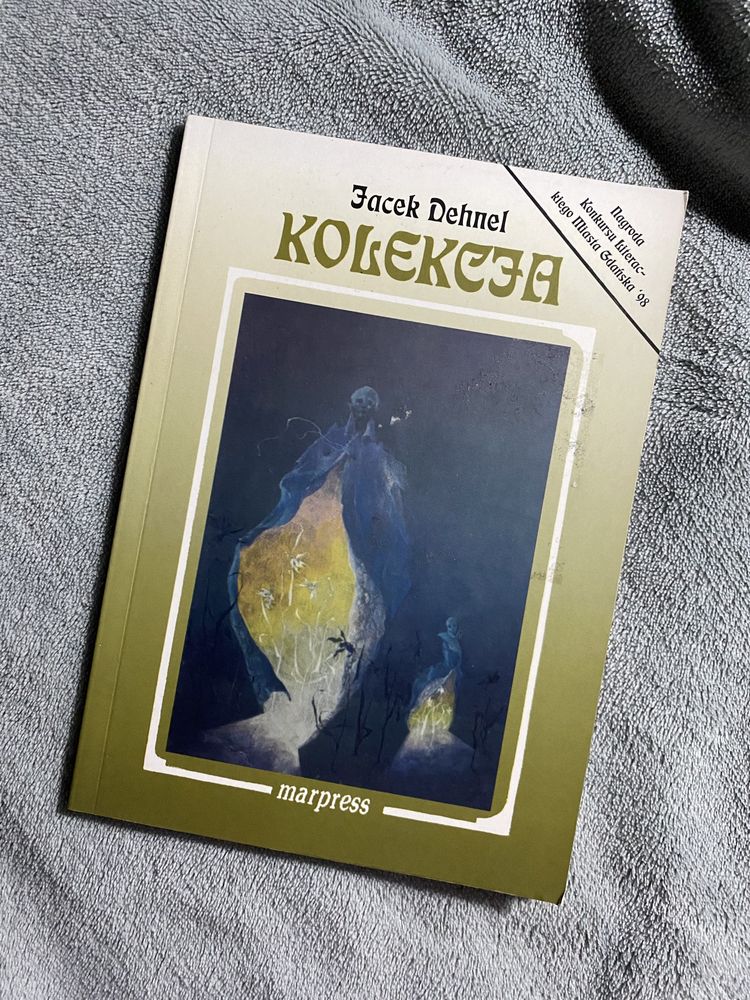 Jacek Dehnel
KOLEKCJA
Nagroda
Konkursu Literac-
kiego Miasta Gdańska '98
marpress